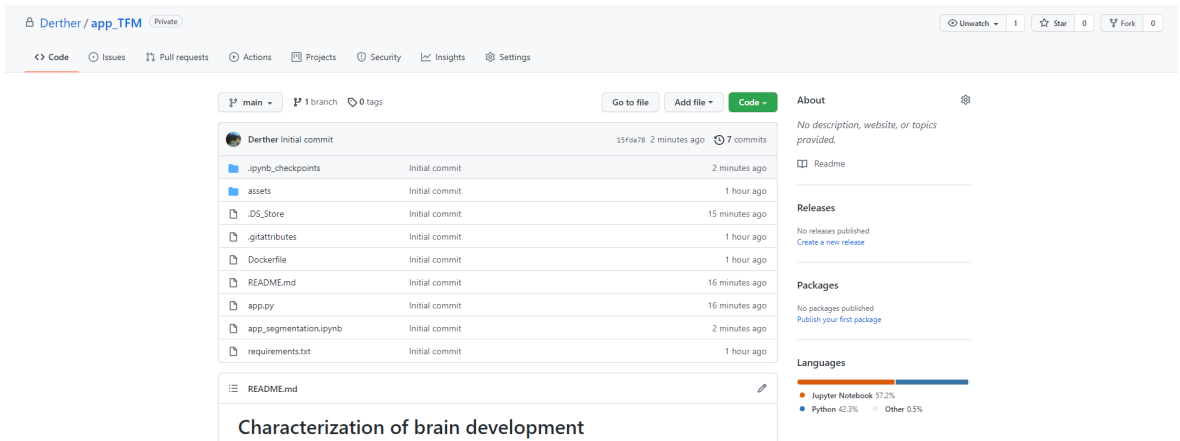 Derther / app_TFM Private
Unwatch 1 Star 0 Fork 0
<> Code Issues Pull requests Actions Projects Security Insights Settings
main 1 branch 0 tags Go to file Add file Code
Derther Initial commit 15fda78 2 minutes ago 7 commits
.ipynb_checkpoints Initial commit 2 minutes ago
assets Initial commit 1 hour ago
.DS_Store Initial commit 15 minutes ago
.gitattributes Initial commit 1 hour ago
Dockerfile Initial commit 1 hour ago
README.md Initial commit 16 minutes ago
app.py Initial commit 16 minutes ago
app_segmentation.ipynb Initial commit 2 minutes ago
requirements.txt Initial commit 1 hour ago
README.md
Characterization of brain development
About
No description, website, or topics
provided.
Readme
Releases
No releases published
Create a new release
Packages
No packages published
Publish your first package
Languages
Jupyter Notebook 57.2%
Python 42.3% Other 0.5%